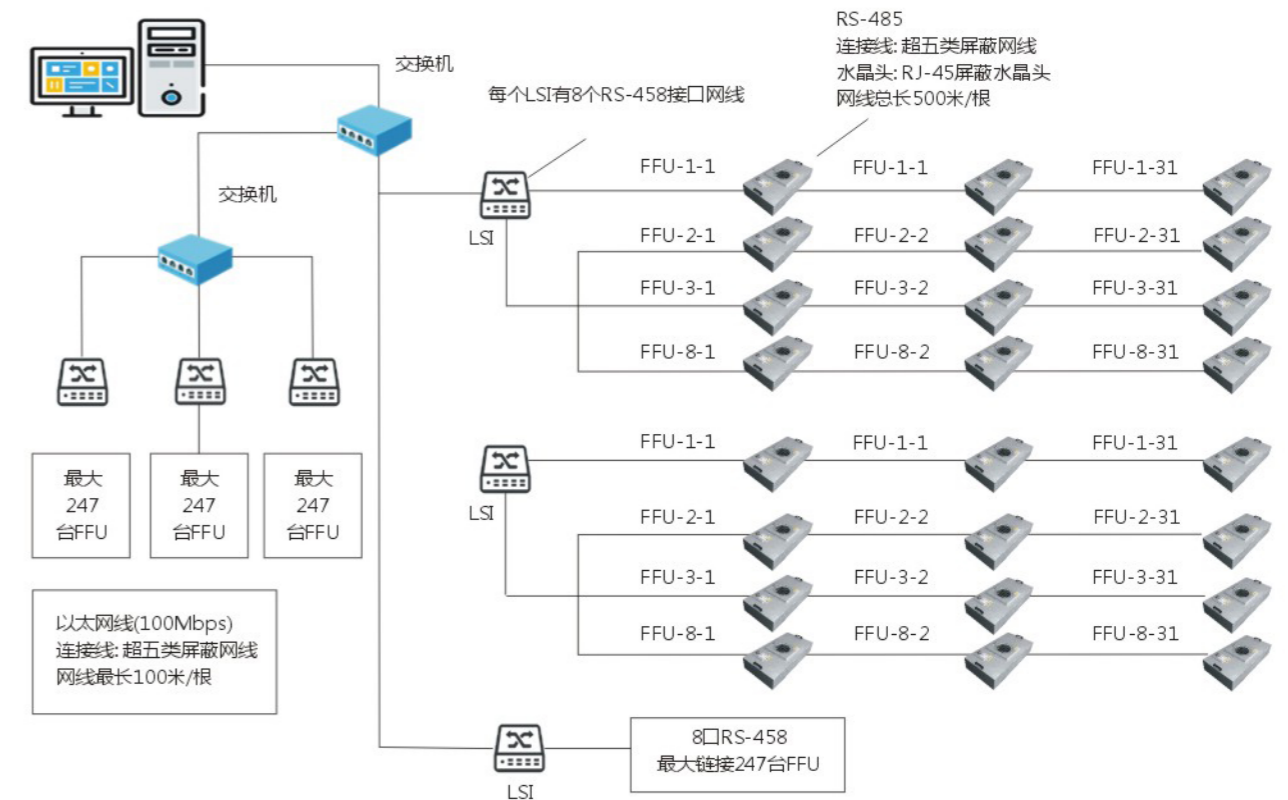 RS-485
连接线: 超五类屏蔽网线
水晶头: RJ-45屏蔽水晶头
网线总长500米/根
交换机
每个LSI有8个RS-458接口网线
交换机
LSI
FFU-1-1
FFU-1-1
FFU-1-31
FFU-2-1
FFU-2-2
FFU-2-31
FFU-3-1
FFU-3-2
FFU-3-31
FFU-8-1
FFU-8-2
FFU-8-31
LSI
FFU-1-1
FFU-1-1
FFU-1-31
FFU-2-1
FFU-2-2
FFU-2-31
FFU-3-1
FFU-3-2
FFU-3-31
FFU-8-1
FFU-8-2
FFU-8-31
最大
247
台FFU
最大
247
台FFU
最大
247
台FFU
以太网线(100Mbps)
连接线: 超五类屏蔽网线
网线最长100米/根
LSI
8口RS-458
最大链接247台FFU